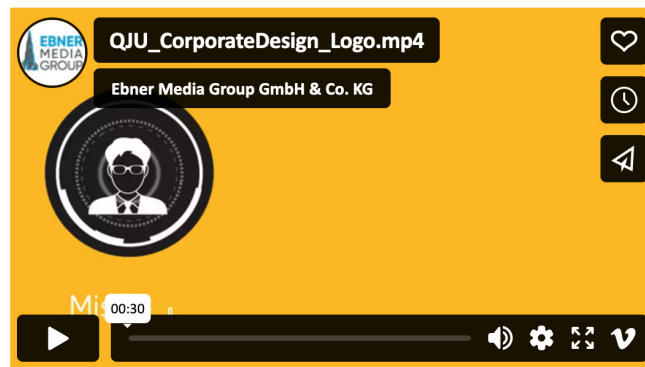 EBNER
MEDIA
GROUP
QJU_CorporateDesign_Logo.mp4
Ebner Media Group GmbH & Co. KG
00:30